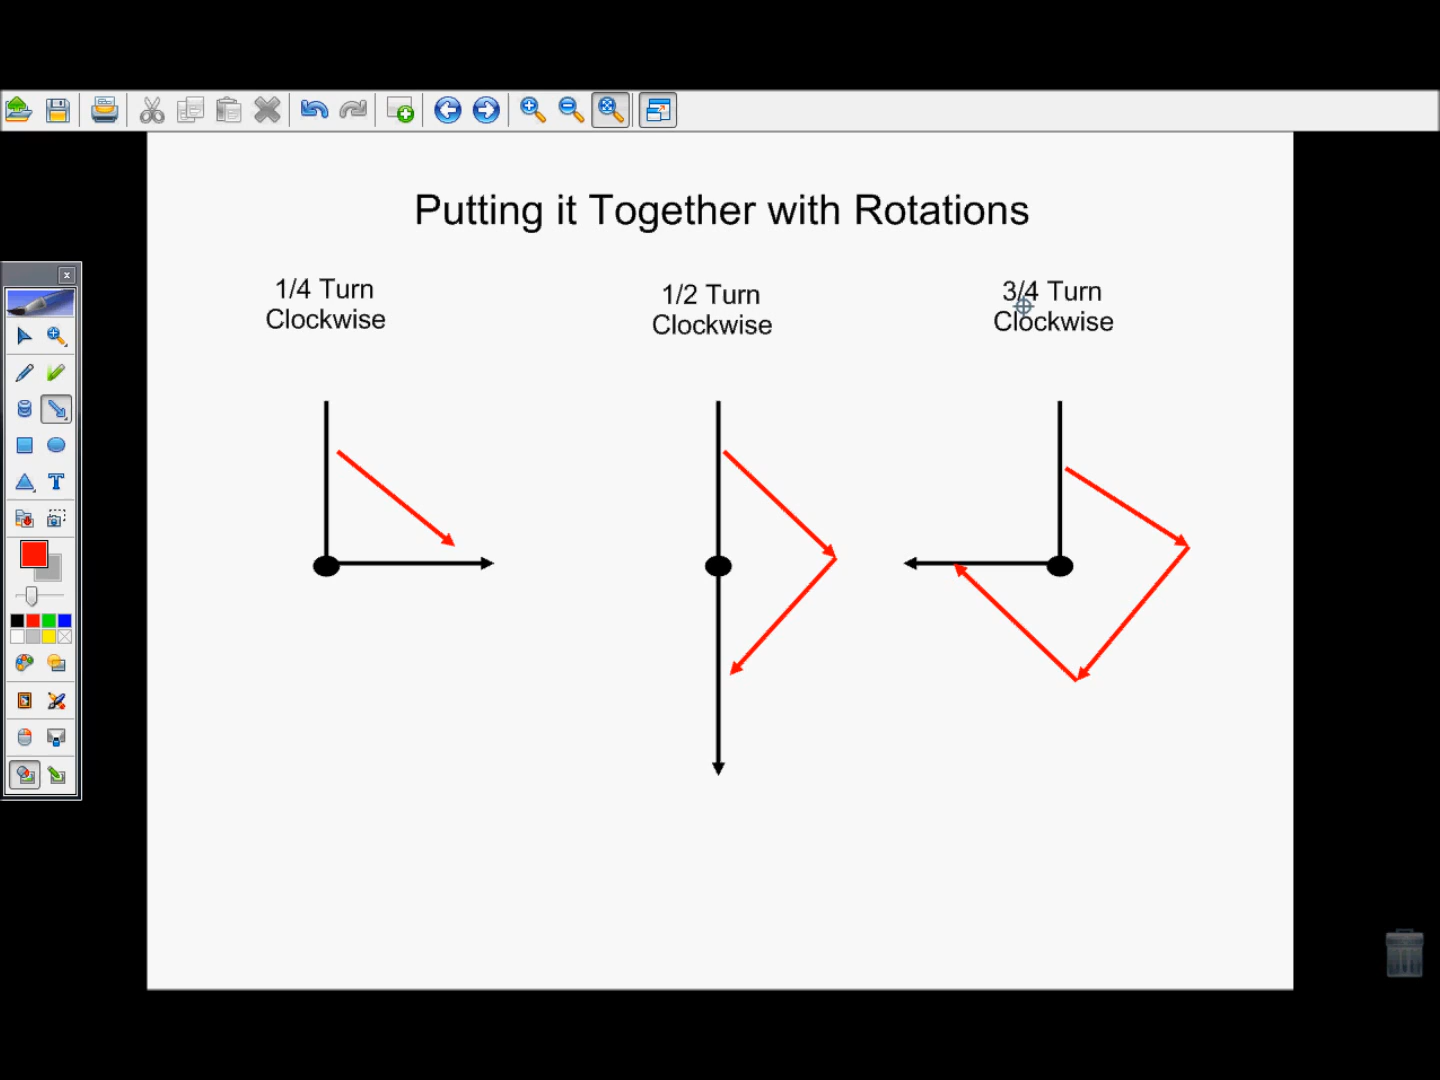 Putting it Together with Rotations
1/4 Turn
Clockwise
1/2 Turn
Clockwise
3/4 Turn
Clockwise